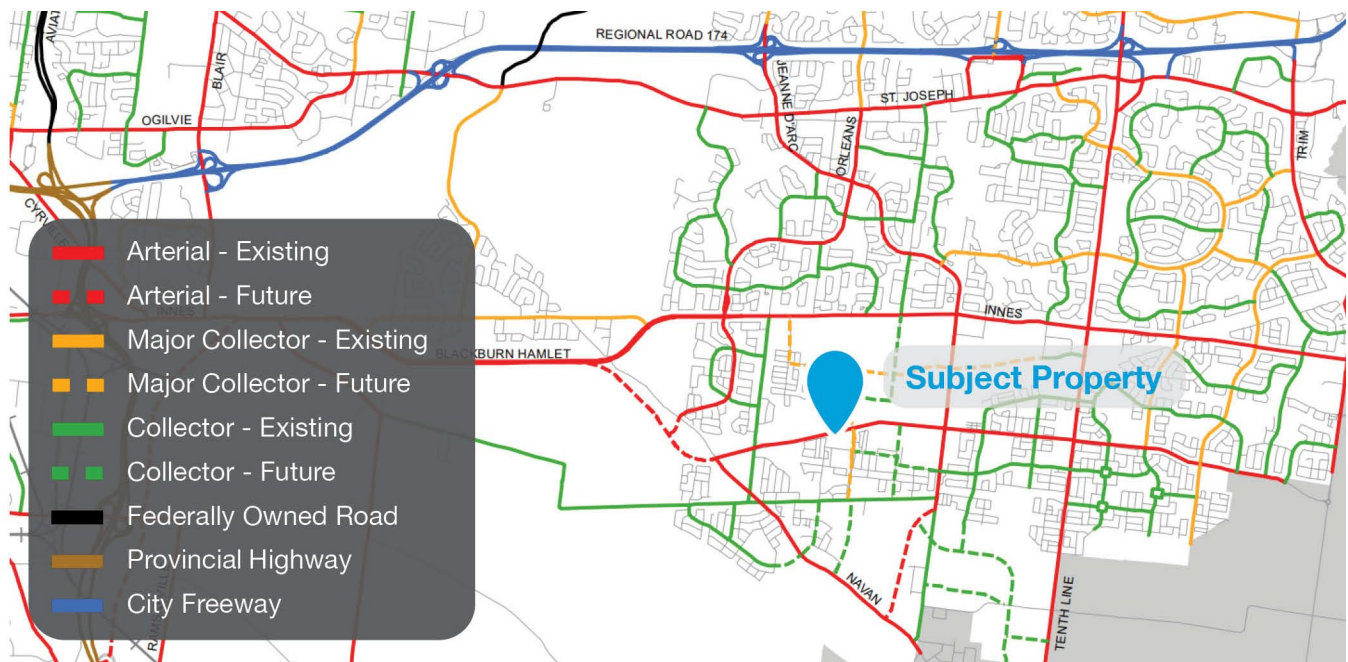 AVIAT
BLAIR
REGIONAL ROAD 174
OGILVIE
JEANNE D'ARC
ST. JOSEPH
ORLEANS
TRIM
CYRVILLE
Arterial - Existing
Arterial - Future
INNES
INNES
Major Collector - Existing
BLACKBURN HAMLET
Major Collector - Future
Subject Property
Collector - Existing
Collector - Future
Federally Owned Road
Provincial Highway
City Freeway
NAVAN
TENTH LINE